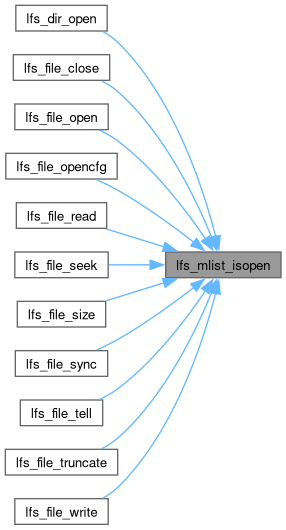 lfs_dir_open
lfs_file_close
lfs_file_open
lfs_file_opencfg
lfs_file_read
lfs_mlist_isopen
lfs_file_seek
lfs_file_size
lfs_file_sync
lfs_file_tell
lfs_file_truncate
lfs_file_write